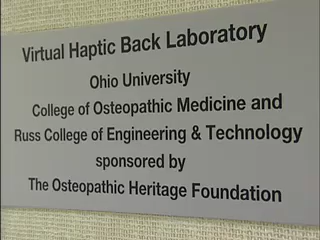 Virtual Haptic Back Laboratory
Ohio University
College of Osteopathic Medicine and
Russ College of Engineering & Technology
sponsored by
The Osteopathic Heritage Foundation